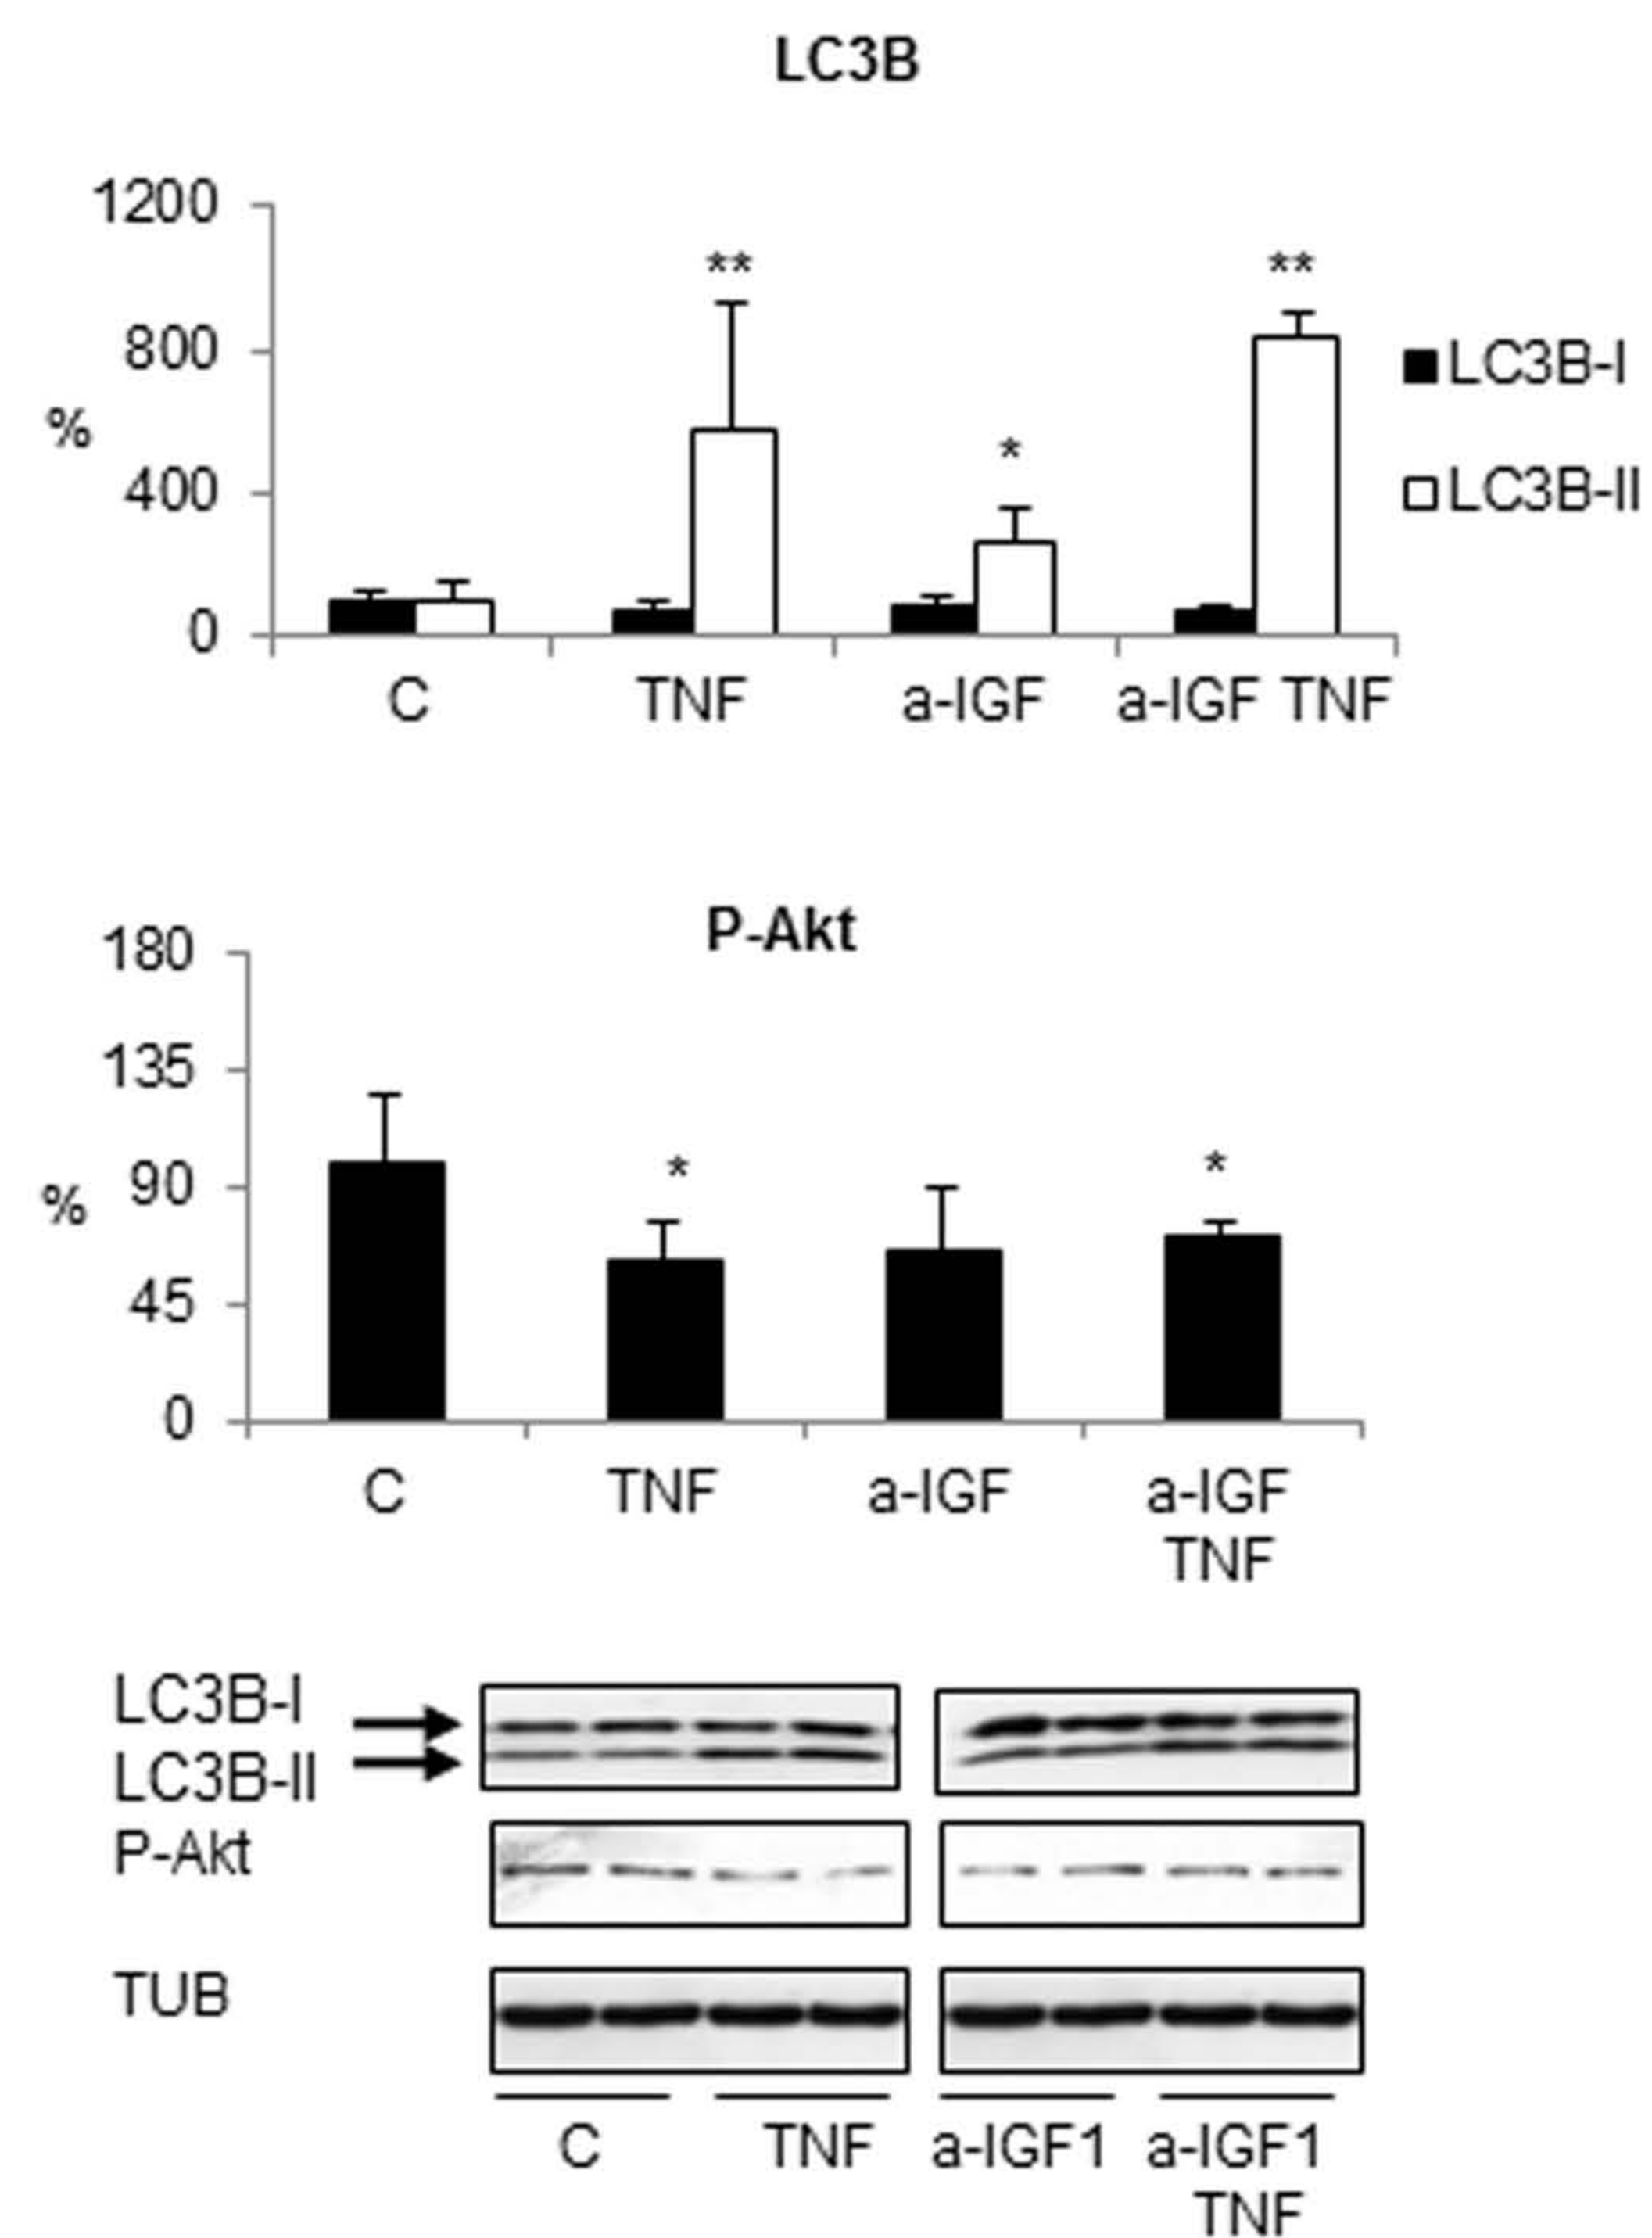 LC3B
1200
**
**
800
LC3B-I
%
*
400
LC3B-II
0
C TNF a-IGF a-IGF TNF
P-Akt
180
135
*
*
% 90
45
0
C TNF a-IGF a-IGF
TNF
LC3B-I
LC3B-II
P-Akt
TUB
C TNF a-IGF1 a-IGF1
TNF